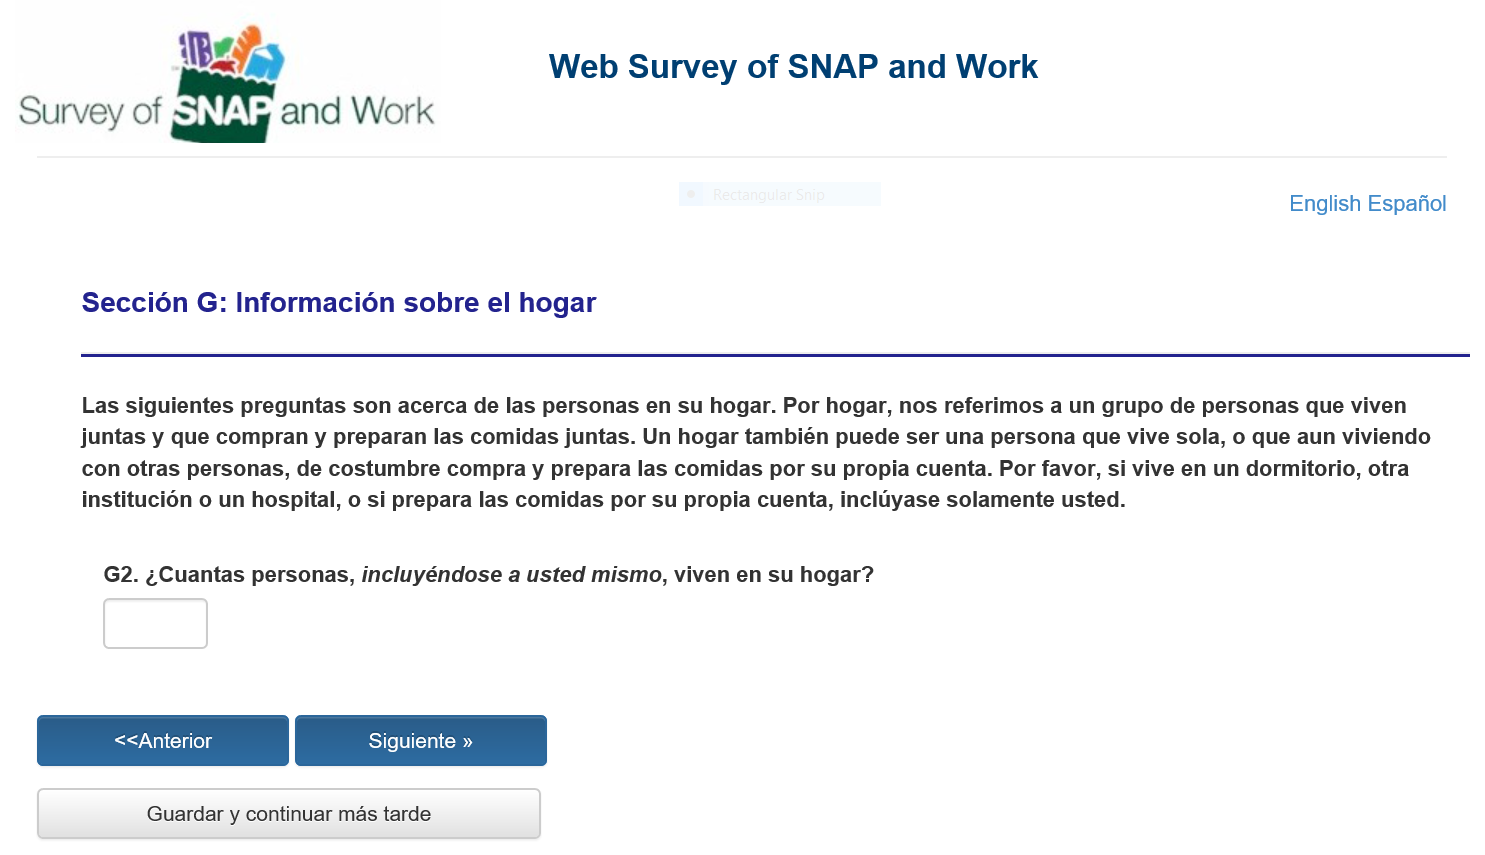 Survey of SNAP and Work
Web Survey of SNAP and Work
Rectangular Snip
English Español
Sección G: Información sobre el hogar
Las siguientes preguntas son acerca de las personas en su hogar. Por hogar, nos referimos a un grupo de personas que viven
juntas y que compran y preparan las comidas juntas. Un hogar también puede ser una persona que vive sola, o que aun viviendo
con otras personas, de costumbre compra y prepara las comidas por su propia cuenta. Por favor, si vive en un dormitorio, otra
institución o un hospital, o si prepara las comidas por su propia cuenta, inclúyase solamente usted.
G2. ¿Cuantas personas, incluyéndose a usted mismo, viven en su hogar?
<<Anterior
Siguiente »
Guardar y continuar más tarde